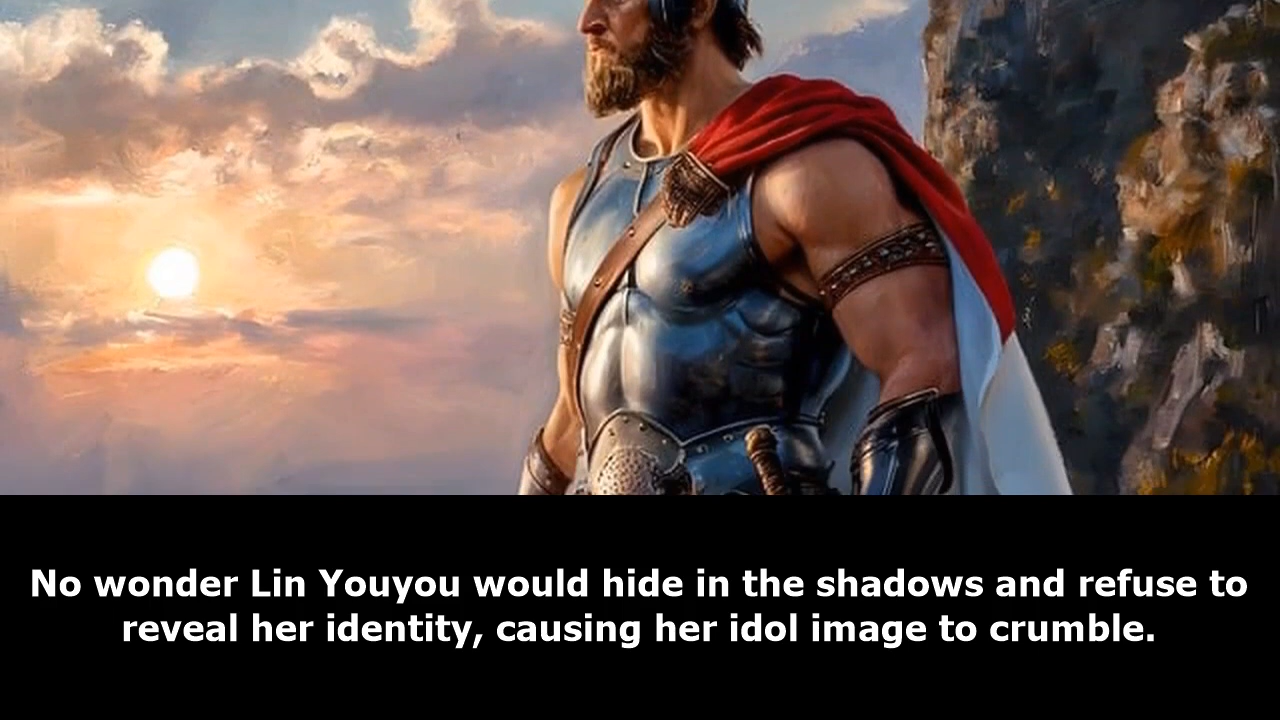 No wonder Lin Youyou would hide in the shadows and refuse to
reveal her identity, causing her idol image to crumble.